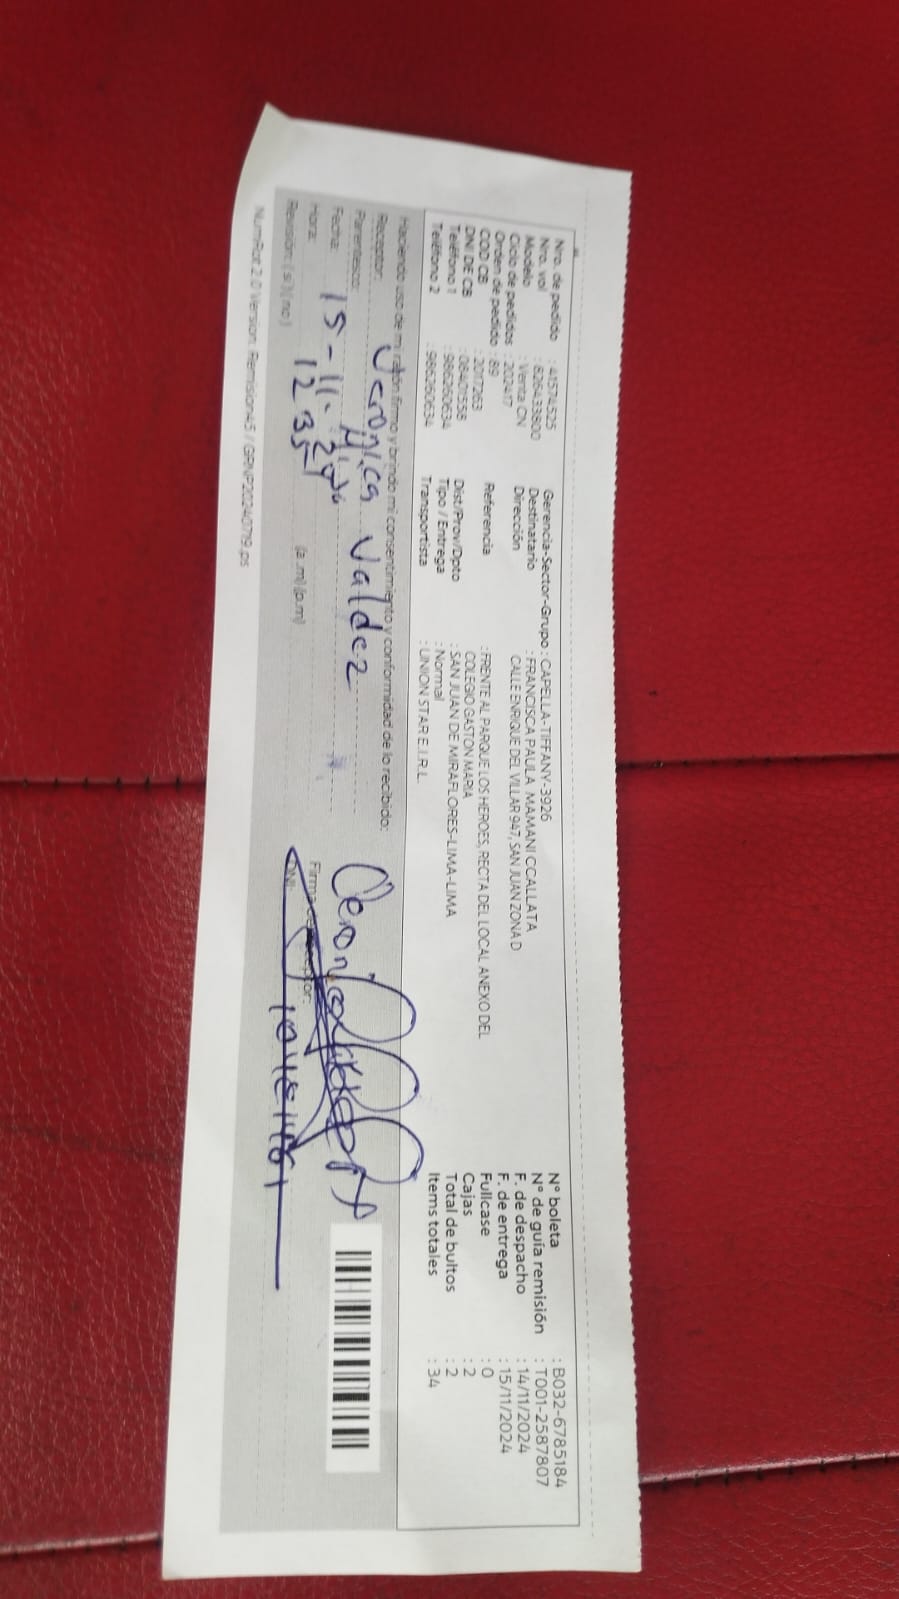 Nro. de pedido : 415745225
Nro. vol : 826A33800
Modelo : Venta CN
Ciclo de pedidos : 202417
Orden de pedido : 89
COD CB : 2017263
DNI DE CB : 08401558
Teléfono 1 : 986260634
Teléfono 2 : 986260634
Gerencia-Sector-Grupo : CAPELLA-TIFFANY-3926
Destinatario : FRANCISCA PAULA MAMANI CCALLATA
Dirección CALLE ENRIQUE DEL VILLAR 947, SAN JUAN ZONA D
Referencia : FRENTE AL PARQUE LOS HEROES, RECTA DEL LOCAL ANEXO DEL
COLEGIO GASTON MARIA
Dist/Prov/Dpto : SAN JUAN DE MIRAFLORES-LIMA-LIMA
Tipo / Entrega : Normal
Transportista : UNION STAR E.I.R.L.
N° boleta : B032-6785184
N° de guía remisión : T001-2587807
F. de despacho : 14/11/2024
F. de entrega : 15/11/2024
Fullcase : 0
Cajas : 2
Total de bultos : 2
Items totales : 34
Haciendo uso de mi razón firmo y brindo mi consentimiento y conformidad de lo recibido:
Receptor: Veronica Valdez
Parentesco:
Fecha: 15-11-24
Hora: 12 35 (a.m) (p.m)
Revisión: ( si ) ( no )
Firma de receptor:
DNI:
NumRot 2.0 Version: Remision45 / GRNP20240719.ps